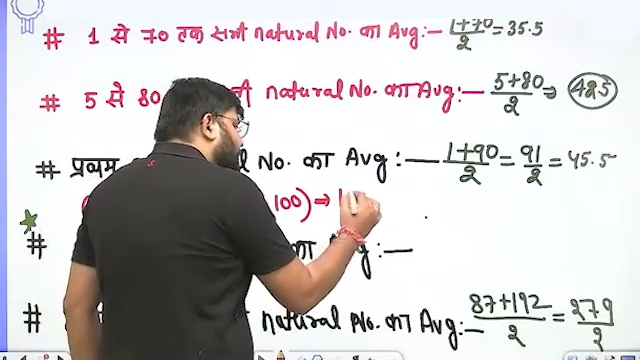 # 1 से 70 तक सभी natural No. का Avg:- 1+70/2 = 35.5
# 5 से 80 natural No. का Avg:- 5+80/2 ⇒ 42.5
# प्रथम No. का Avg:- 1+90/2 = 91/2 = 45.5
100) ⇒
# का Avg:-
# natural No. का Avg:- 87+192/2 = 279/2